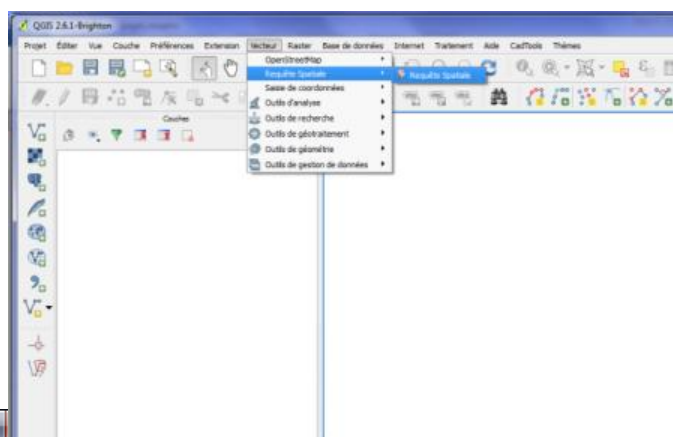 QGIS 2.6.1-Brighton
Projet Éditer Vue Couche Préférences Extension Vecteur Raster Base de données Internet Traitement Aide CadTools Thèmes
OpenStreetMap
Requête Spatiale
Requête Spatiale
Saisie de coordonnées
Outils d'analyse
Outils de recherche
Outils de géotraitement
Outils de géométrie
Outils de gestion de données
Couches